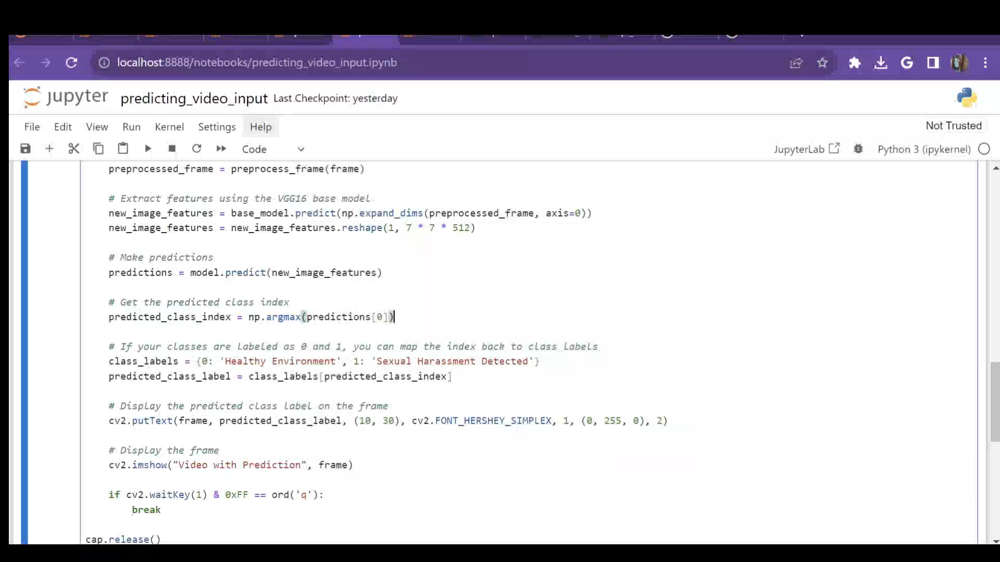 localhost:8888/notebooks/predicting_video_input.ipynb
jupyter predicting_video_input Last Checkpoint: yesterday
File Edit View Run Kernel Settings Help Not Trusted
Code JupyterLab Python 3 (ipykernel)
preprocessed_frame = preprocess_frame(frame)
# Extract features using the VGG16 base model
new_image_features = base_model.predict(np.expand_dims(preprocessed_frame, axis=0))
new_image_features = new_image_features.reshape(1, 7 * 7 * 512)
# Make predictions
predictions = model.predict(new_image_features)
# Get the predicted class index
predicted_class_index = np.argmax(predictions[0])
# If your classes are labeled as 0 and 1, you can map the index back to class labels
class_labels = {0: 'Healthy Environment', 1: 'Sexual Harassment Detected'}
predicted_class_label = class_labels[predicted_class_index]
# Display the predicted class label on the frame
cv2.putText(frame, predicted_class_label, (10, 30), cv2.FONT_HERSHEY_SIMPLEX, 1, (0, 255, 0), 2)
# Display the frame
cv2.imshow("Video with Prediction", frame)
if cv2.waitKey(1) & 0xFF == ord('q'):
break
cap.release()